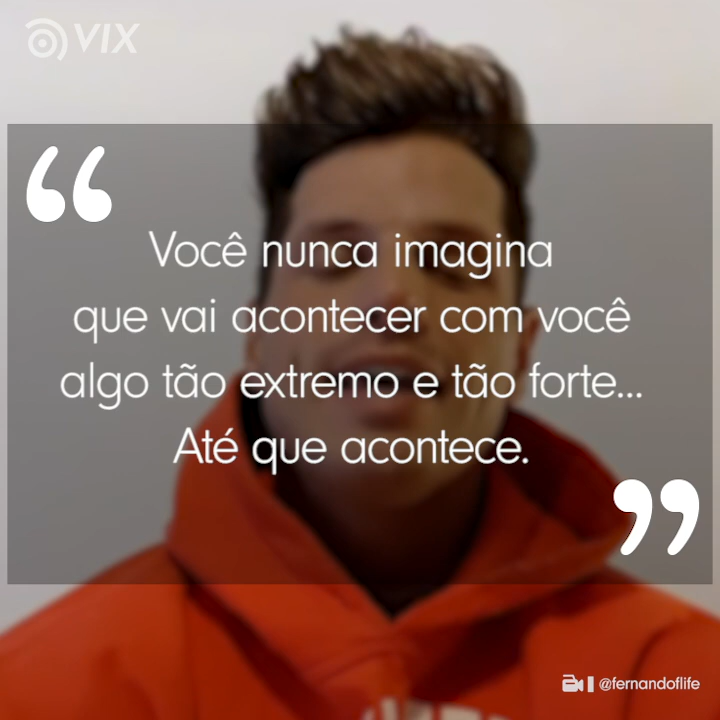 VIX
“
Você nunca imagina
que vai acontecer com você
algo tão extremo e tão forte...
Até que acontece.
”
@fernandoflife